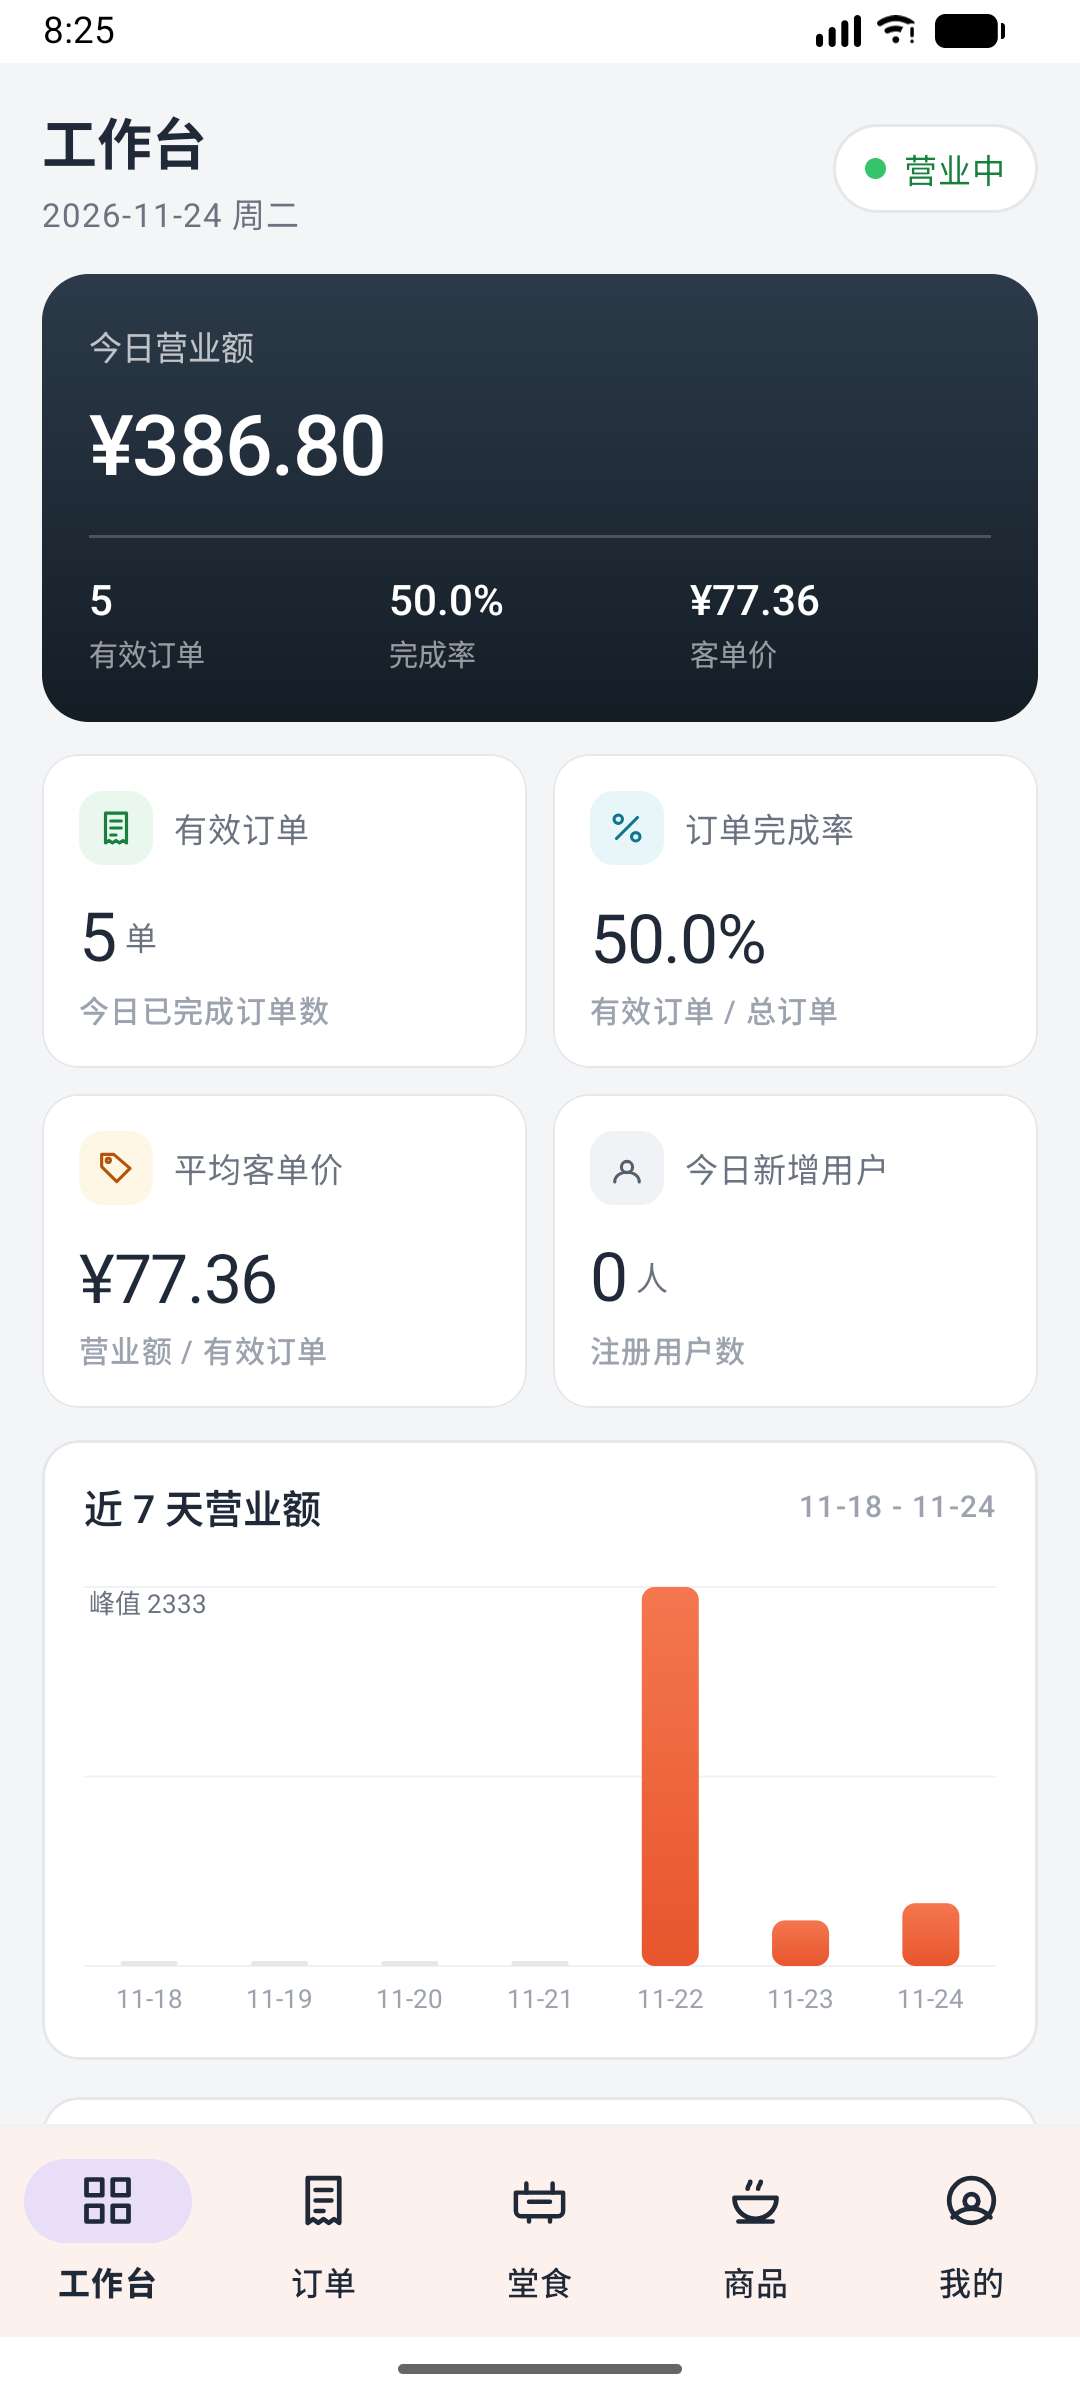 8:25
工作台
2026-11-24 周二
营业中
今日营业额
¥386.80
5
有效订单
50.0%
完成率
¥77.36
客单价
有效订单
5 单
今日已完成订单数
订单完成率
50.0%
有效订单 / 总订单
平均客单价
¥77.36
营业额 / 有效订单
今日新增用户
0 人
注册用户数
近 7 天营业额
11-18 - 11-24
峰值 2333
11-18
11-19
11-20
11-21
11-22
11-23
11-24
工作台
订单
堂食
商品
我的